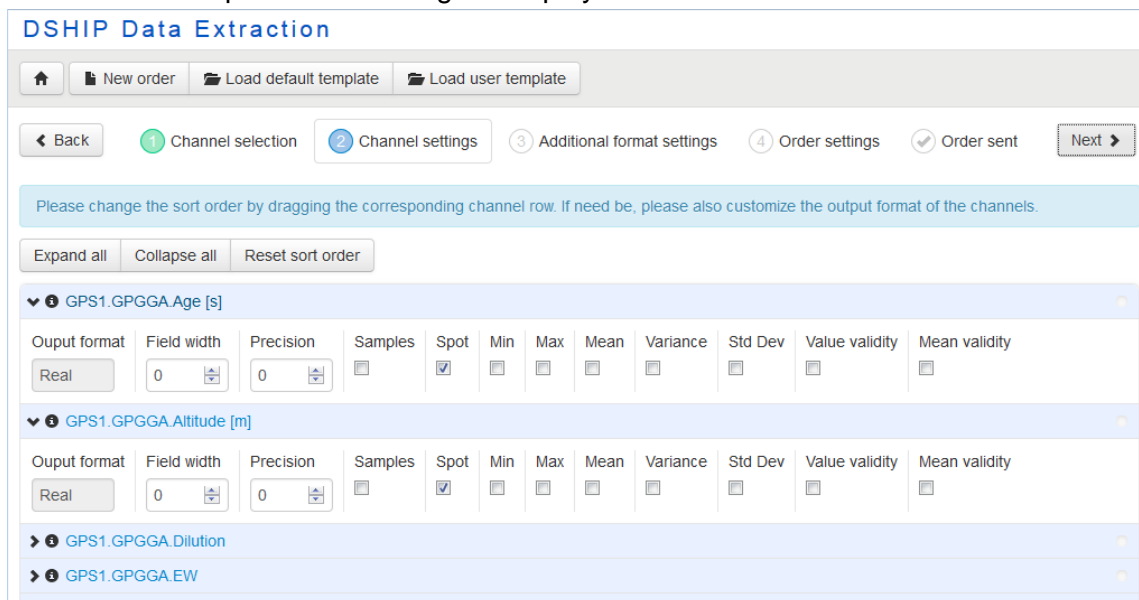 DSHIP Data Extraction
New order Load default template Load user template
Back 1 Channel selection 2 Channel settings 3 Additional format settings 4 Order settings Order sent Next
Please change the sort order by dragging the corresponding channel row. If need be, please also customize the output format of the channels.
Expand all Collapse all Reset sort order
GPS1.GPGGA.Age [s]
Ouput format Field width Precision Samples Spot Min Max Mean Variance Std Dev Value validity Mean validity
Real 0 0
GPS1.GPGGA.Altitude [m]
Ouput format Field width Precision Samples Spot Min Max Mean Variance Std Dev Value validity Mean validity
Real 0 0
GPS1.GPGGA.Dilution
GPS1.GPGGA.EW